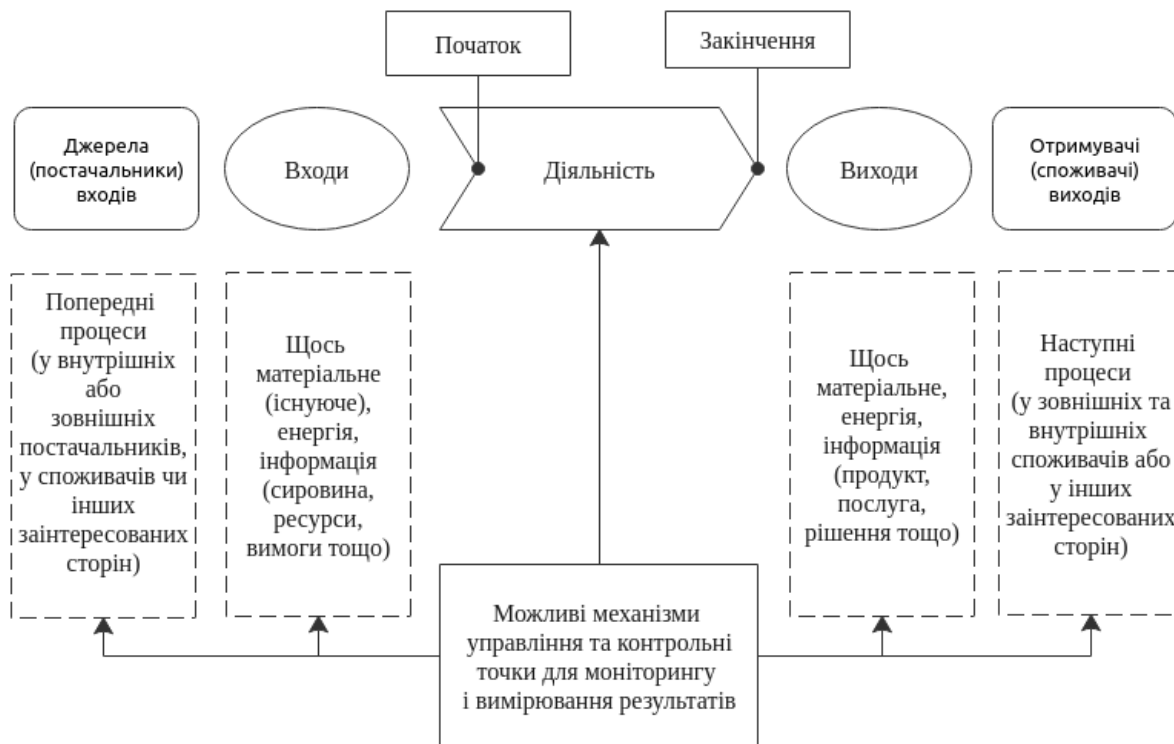 Початок
Закінчення
Джерела
(постачальники)
входів
Входи
Діяльність
Виходи
Отримувачі
(споживачі)
виходів
Попередні
процеси
(у внутрішніх
або
зовнішніх
постачальників,
у споживачів чи
інших
заінтересованих
сторін)
Щось
матеріальне
(існуюче),
енергія,
інформація
(сировина,
ресурси,
вимоги тощо)
Щось
матеріальне,
енергія,
інформація
(продукт,
послуга,
рішення тощо)
Наступні
процеси
(у зовнішніх та
внутрішніх
споживачів або
у інших
заінтересованих
сторін)
Можливі механізми
управління та контрольні
точки для моніторингу
і вимірювання результатів